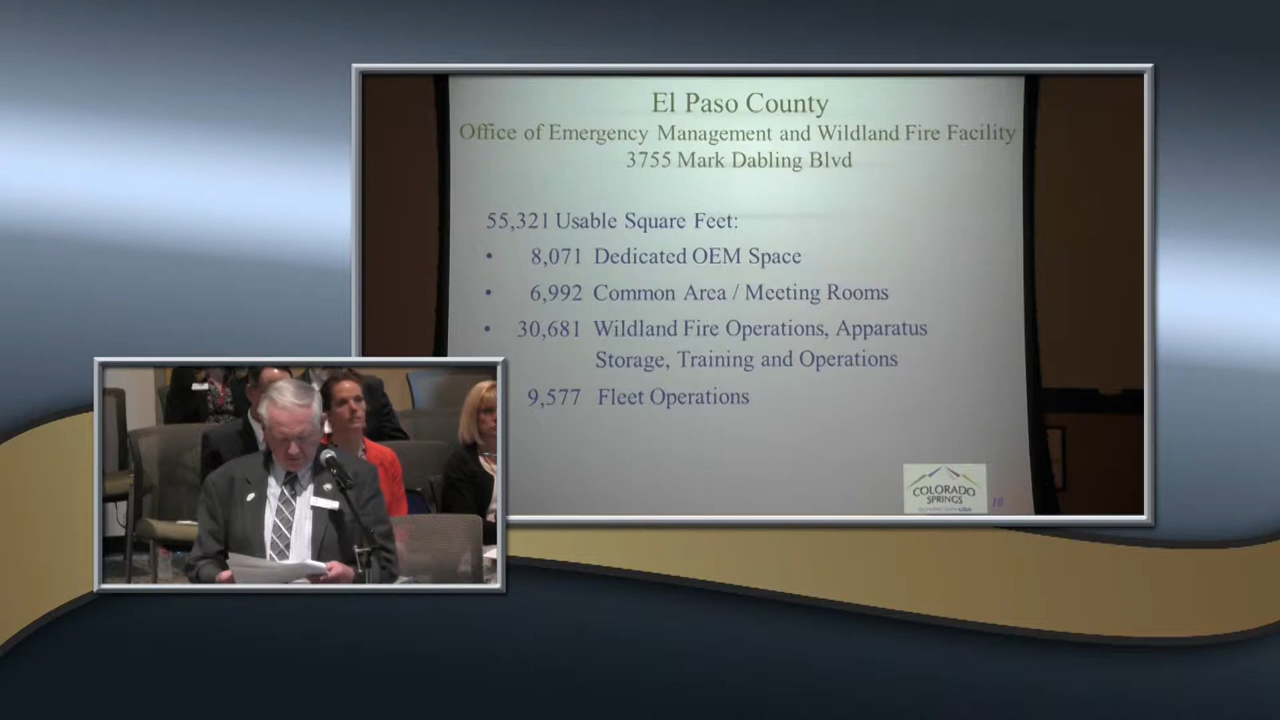 El Paso County
Office of Emergency Management and Wildland Fire Facility
3755 Mark Dabling Blvd
55,321 Usable Square Feet:
• 8,071 Dedicated OEM Space
• 6,992 Common Area / Meeting Rooms
• 30,681 Wildland Fire Operations, Apparatus
Storage, Training and Operations
9,577 Fleet Operations
COLORADO
SPRINGS